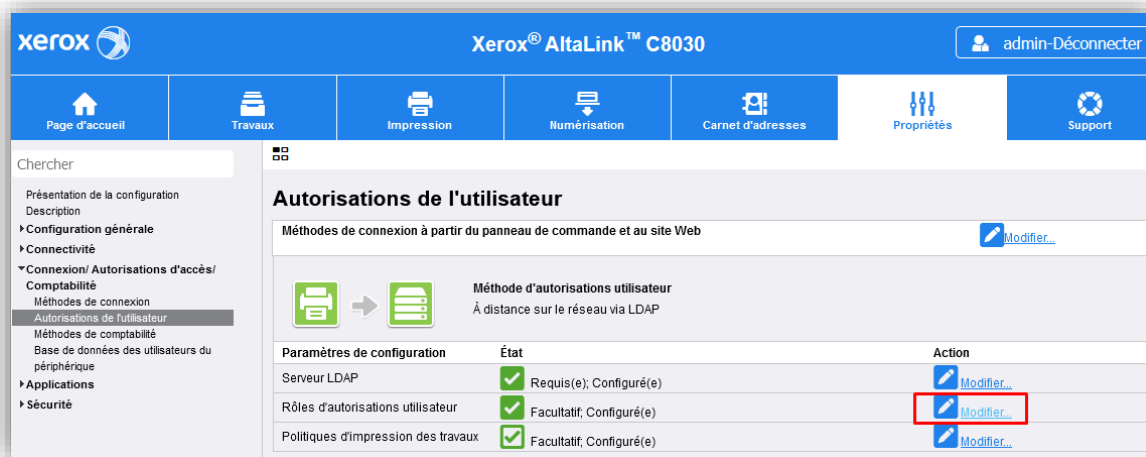 xerox
Xerox® AltaLink™ C8030
admin-Déconnecter
Page d'accueil
Travaux
Impression
Numérisation
Carnet d'adresses
Propriétés
Support
Chercher
Présentation de la configuration
Description
Configuration générale
Connectivité
Connexion/ Autorisations d'accès/
Comptabilité
Méthodes de connexion
Autorisations de l'utilisateur
Méthodes de comptabilité
Base de données des utilisateurs du
périphérique
Applications
Sécurité
Autorisations de l'utilisateur
Méthodes de connexion à partir du panneau de commande et au site Web
Modifier...
Méthode d'autorisations utilisateur
À distance sur le réseau via LDAP
Paramètres de configuration État Action
Serveur LDAP Requis(e); Configuré(e) Modifier...
Rôles d'autorisations utilisateur Facultatif; Configuré(e) Modifier...
Politiques d'impression des travaux Facultatif; Configuré(e) Modifier...